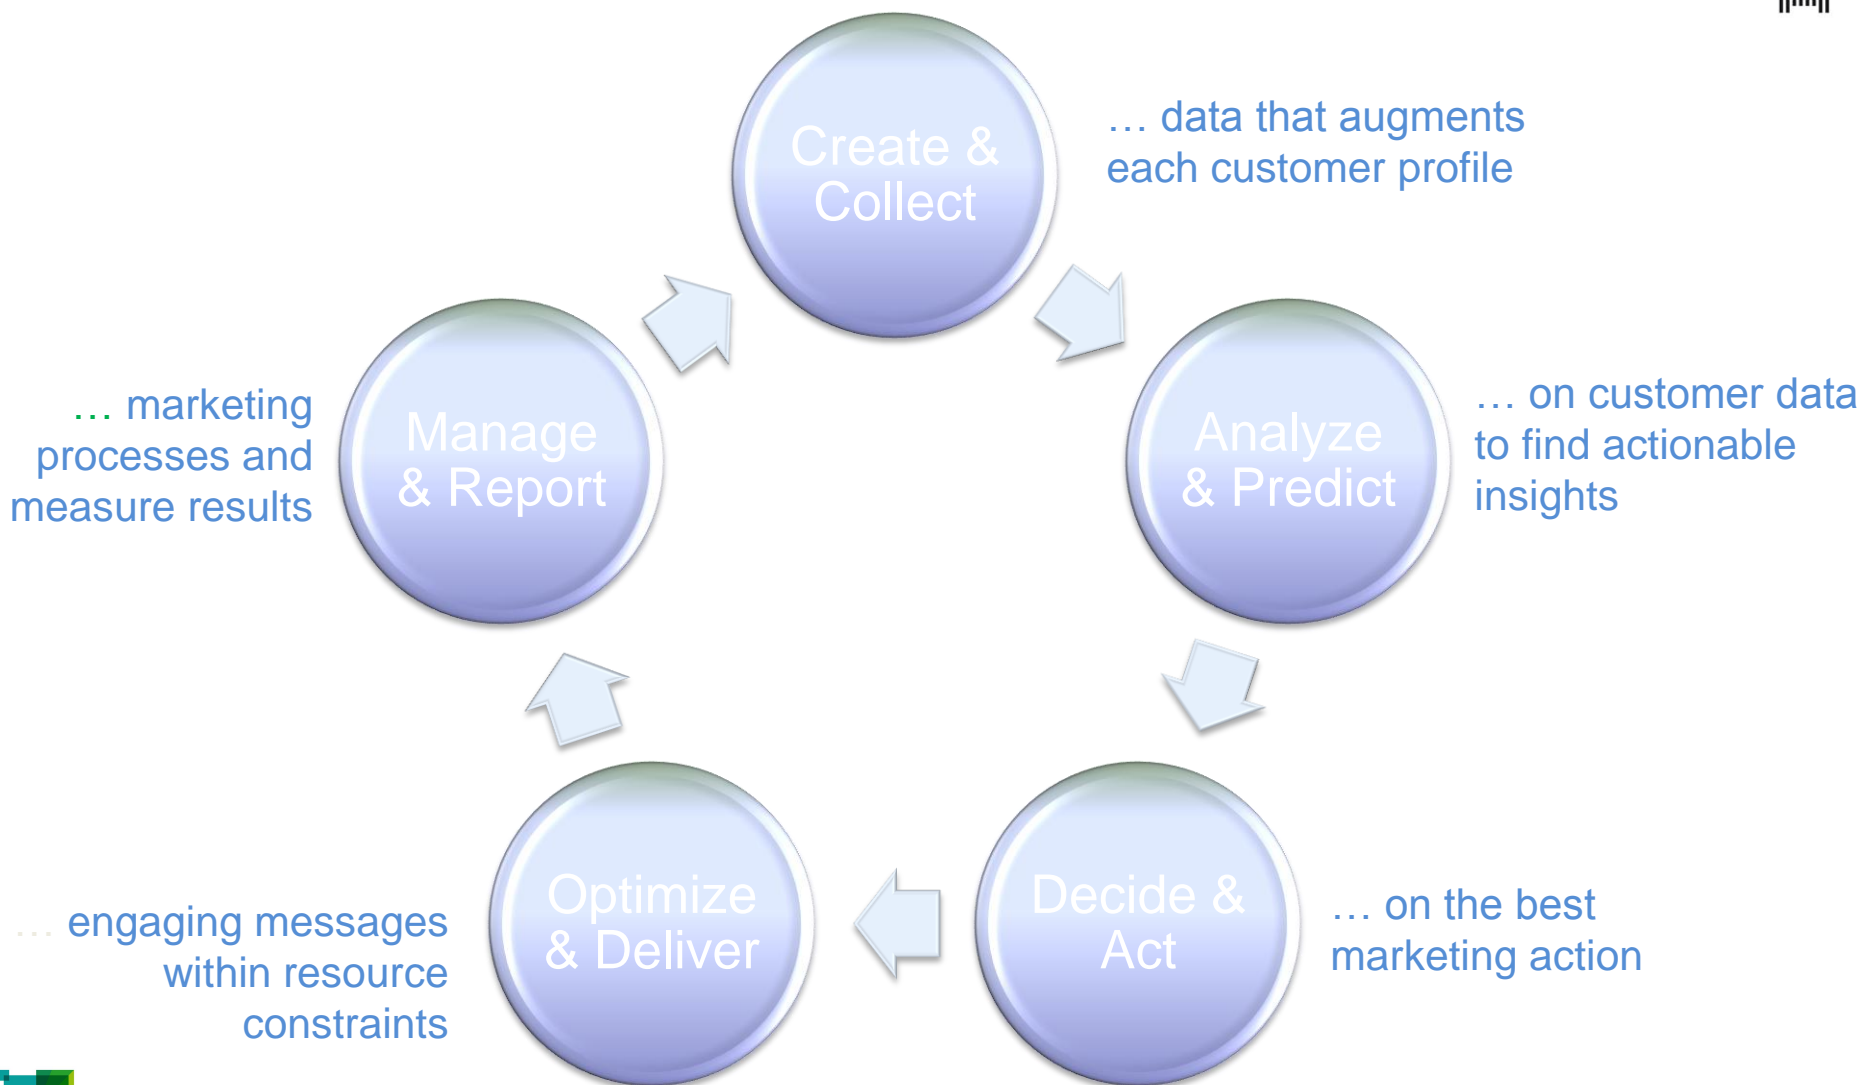 Create &
Collect
… data that augments
each customer profile
Analyze
& Predict
… on customer data
to find actionable
insights
Decide &
Act
… on the best
marketing action
Optimize
& Deliver
… engaging messages
within resource
constraints
Manage
& Report
… marketing
processes and
measure results